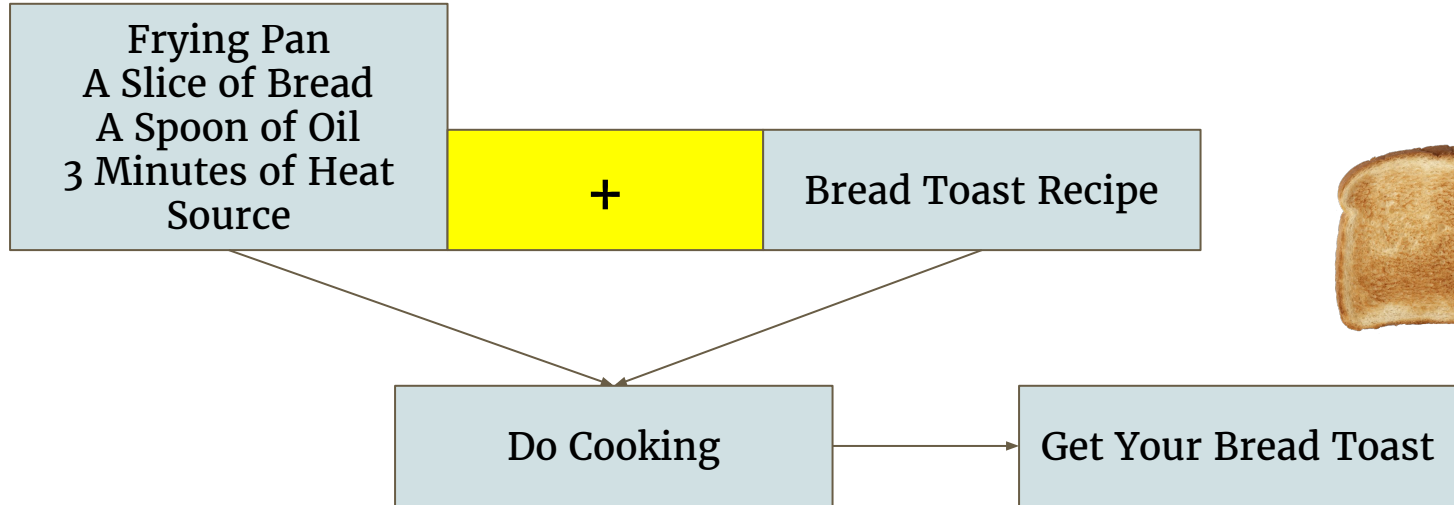 Frying Pan
A Slice of Bread
A Spoon of Oil
3 Minutes of Heat
Source
+
Bread Toast Recipe
Do Cooking
Get Your Bread Toast